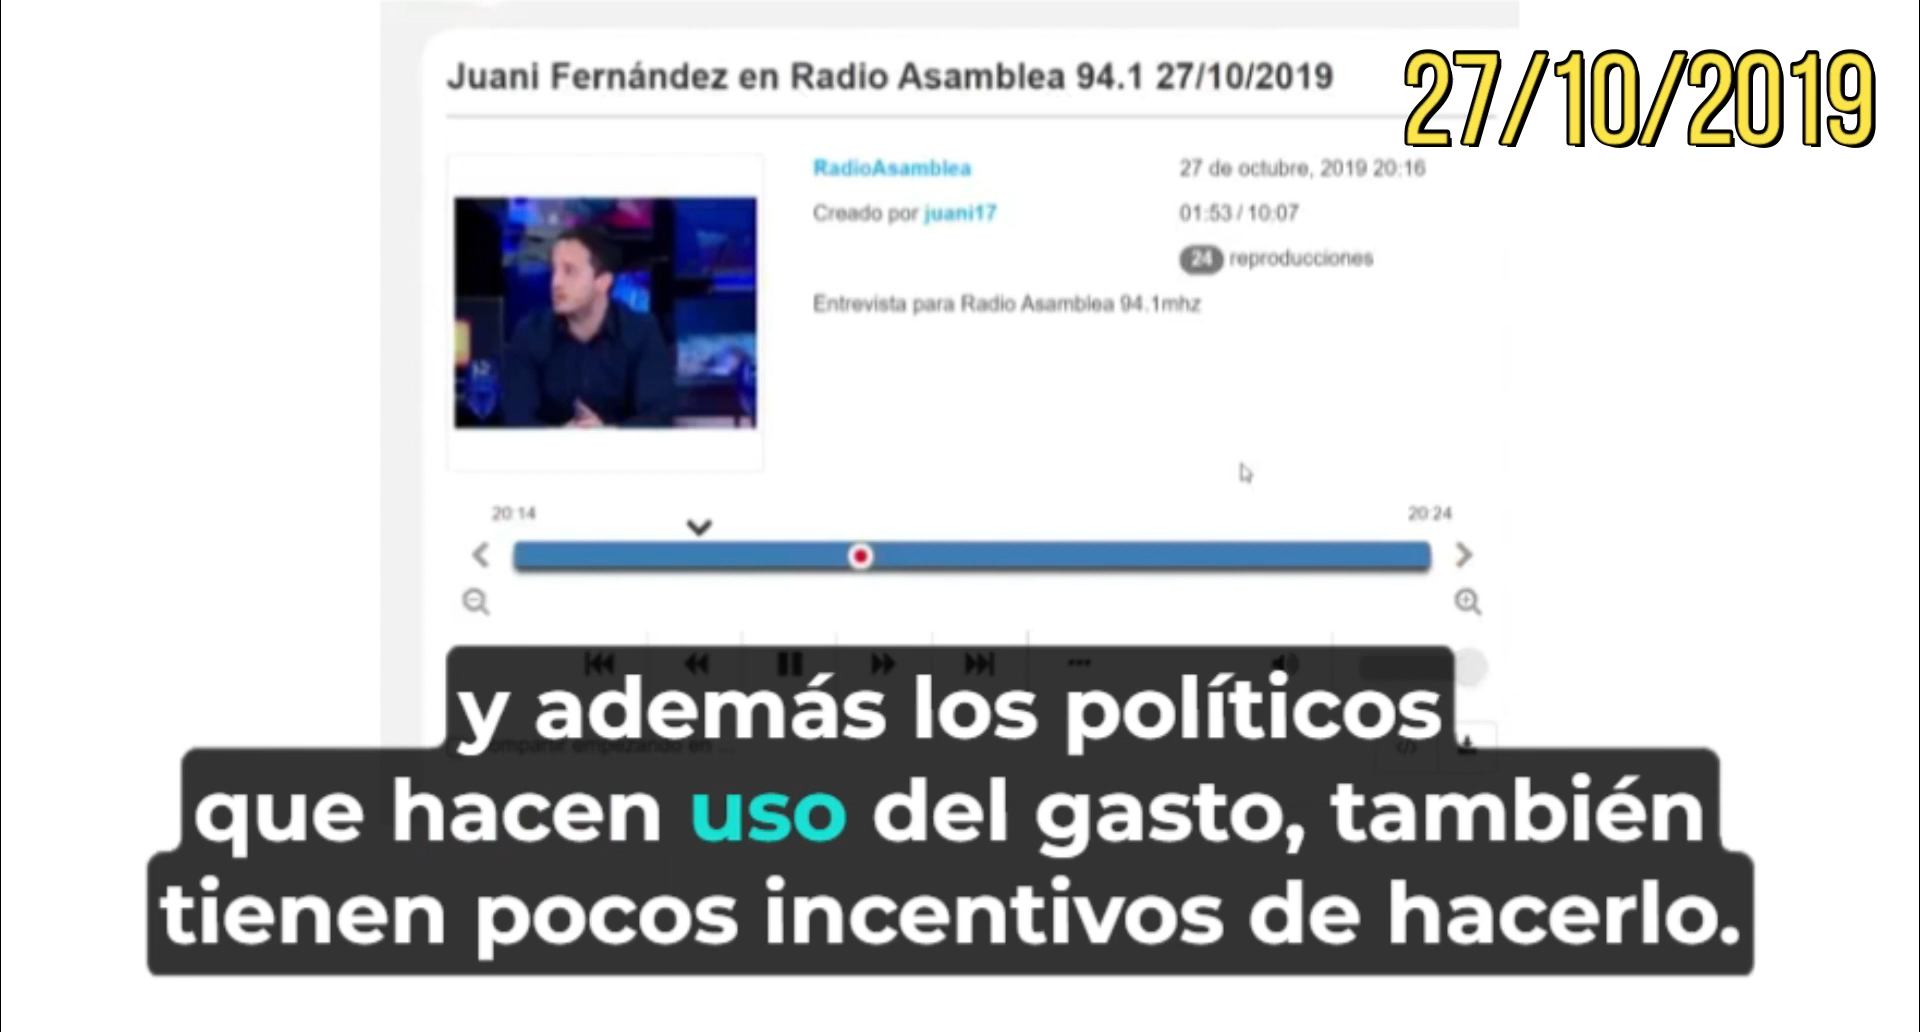 Juani Fernández en Radio Asamblea 94.1 27/10/2019
27/10/2019
RadioAsamblea
27 de octubre, 2019 20:16
Creado por juani17
01:53 / 10:07
24 reproducciones
Entrevista para Radio Asamblea 94.1mhz
20:14
20:24
y además los políticos
que hacen uso del gasto, también
tienen pocos incentivos de hacerlo.